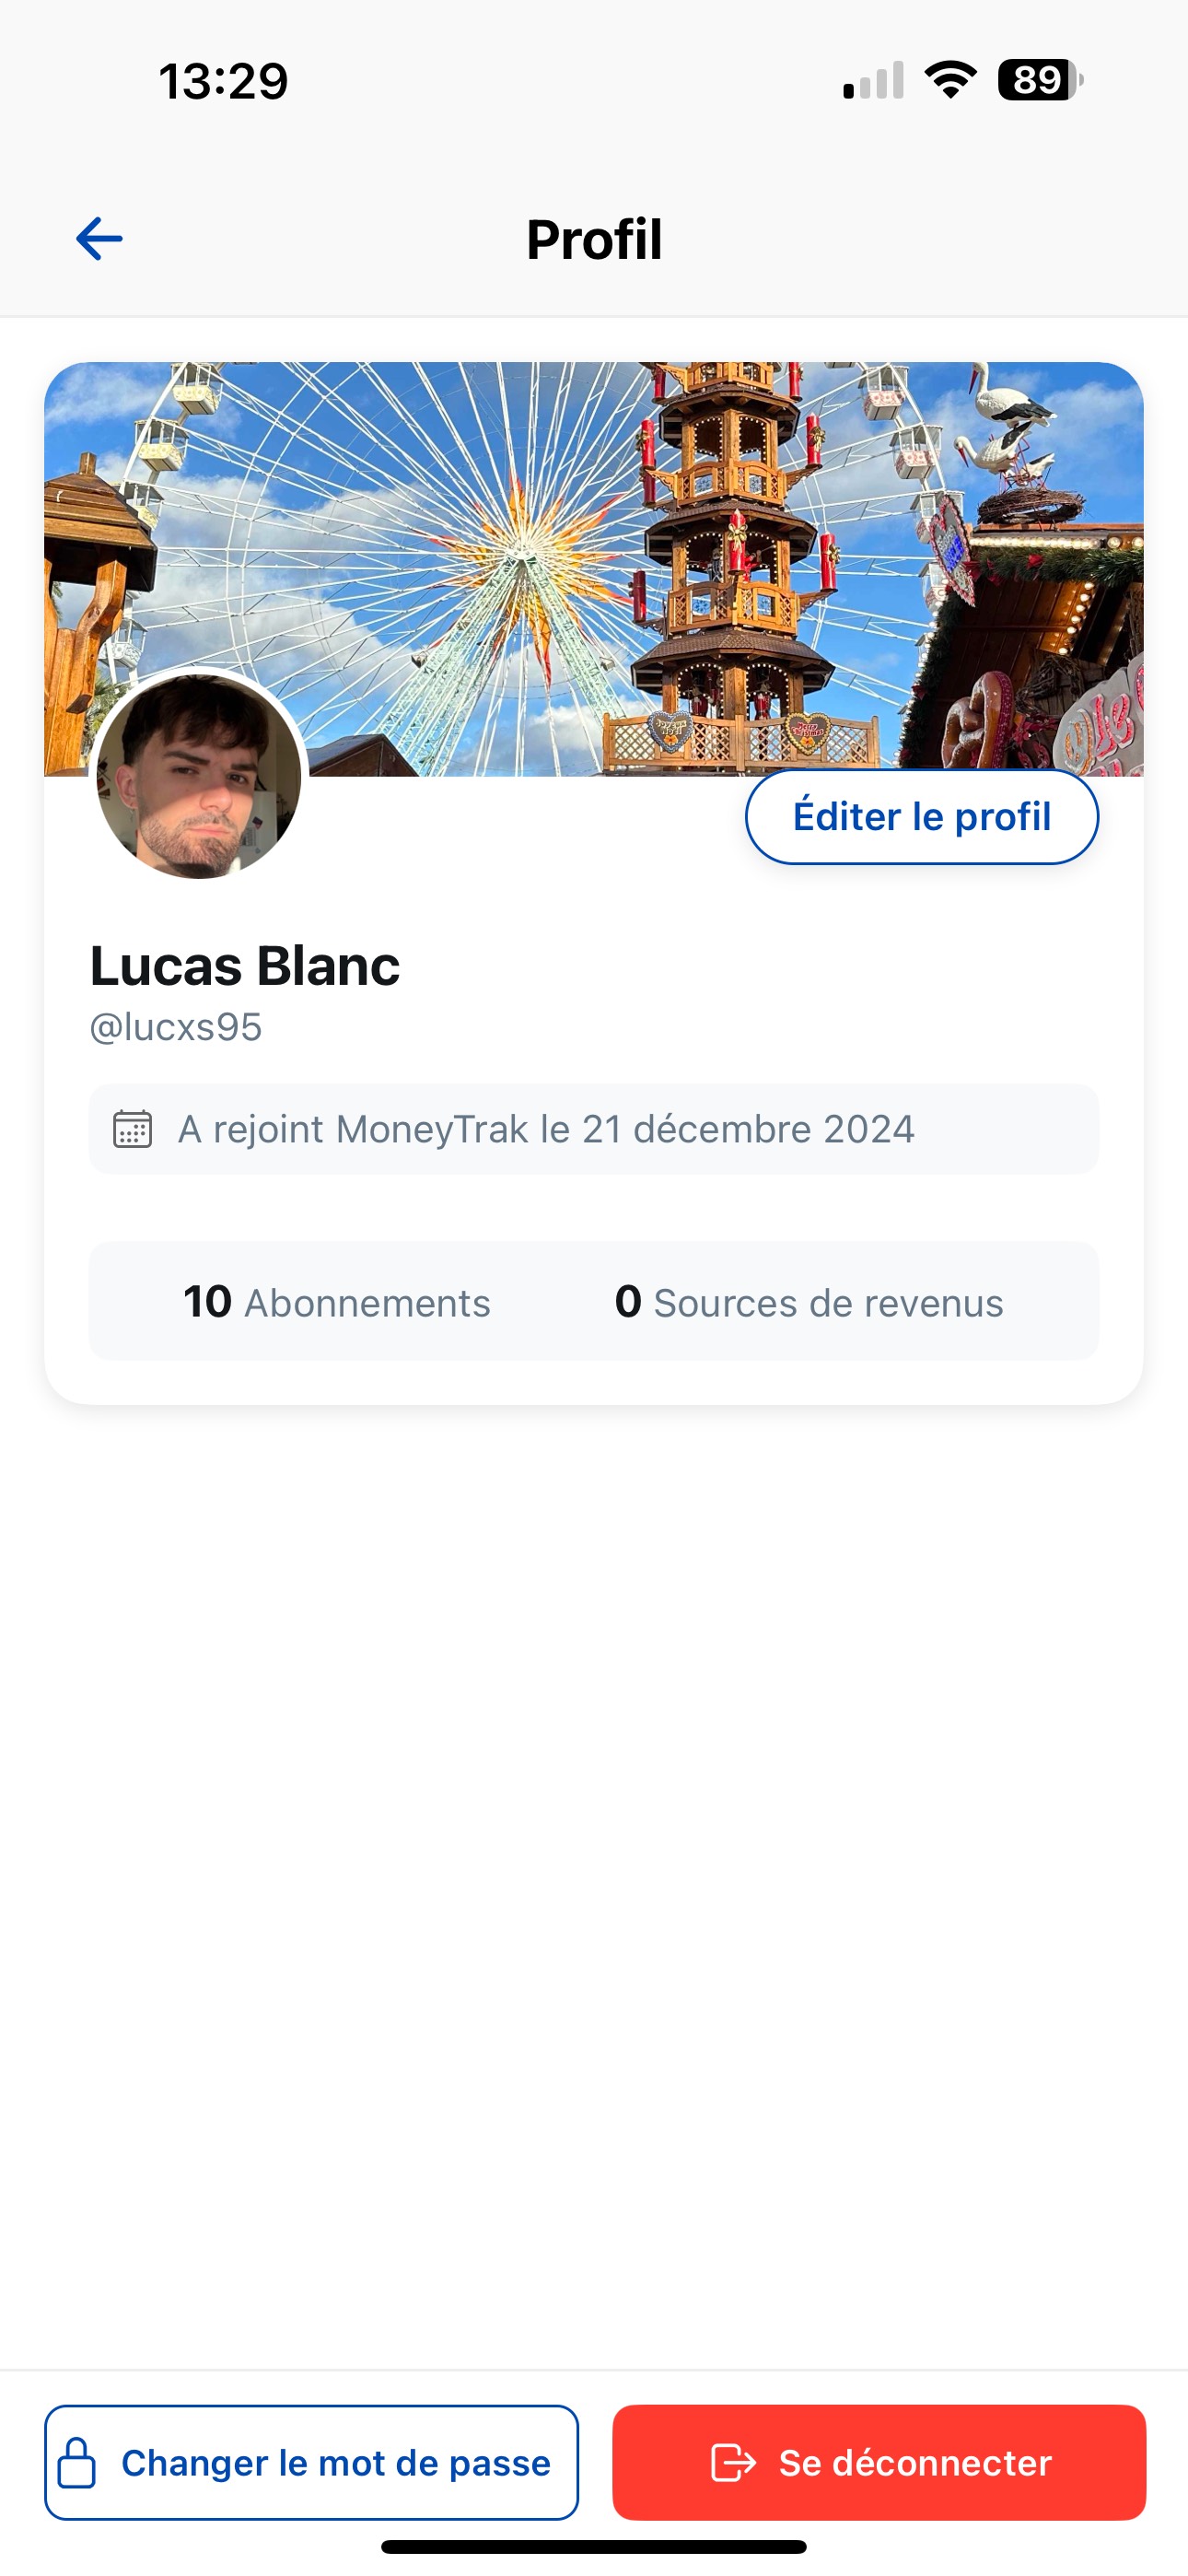 13:29
89
Profil
Éditer le profil
Lucas Blanc
@lucxs95
A rejoint MoneyTrak le 21 décembre 2024
10 Abonnements 0 Sources de revenus
Changer le mot de passe
Se déconnecter